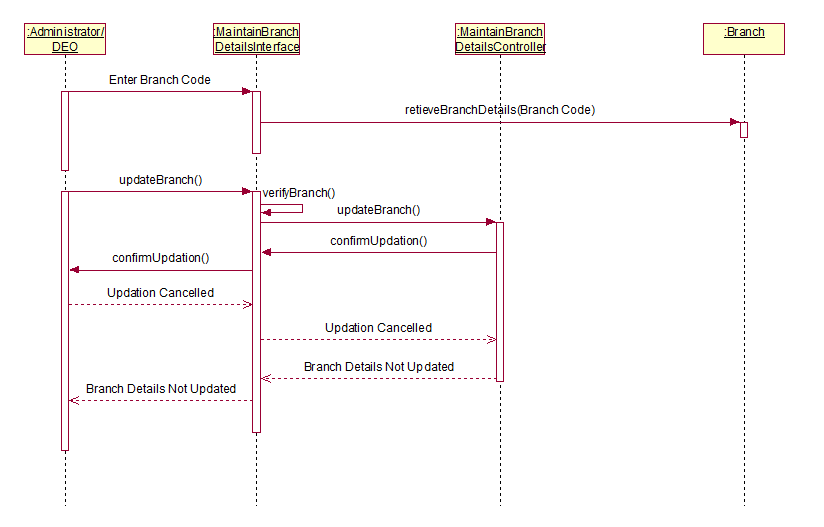 :Administrator/
DEO
:MaintainBranch
DetailsInterface
:MaintainBranch
DetailsController
:Branch
Enter Branch Code
retieveBranchDetails(Branch Code)
updateBranch()
verifyBranch()
updateBranch()
confirmUpdation()
confirmUpdation()
Updation Cancelled
Updation Cancelled
Branch Details Not Updated
Branch Details Not Updated